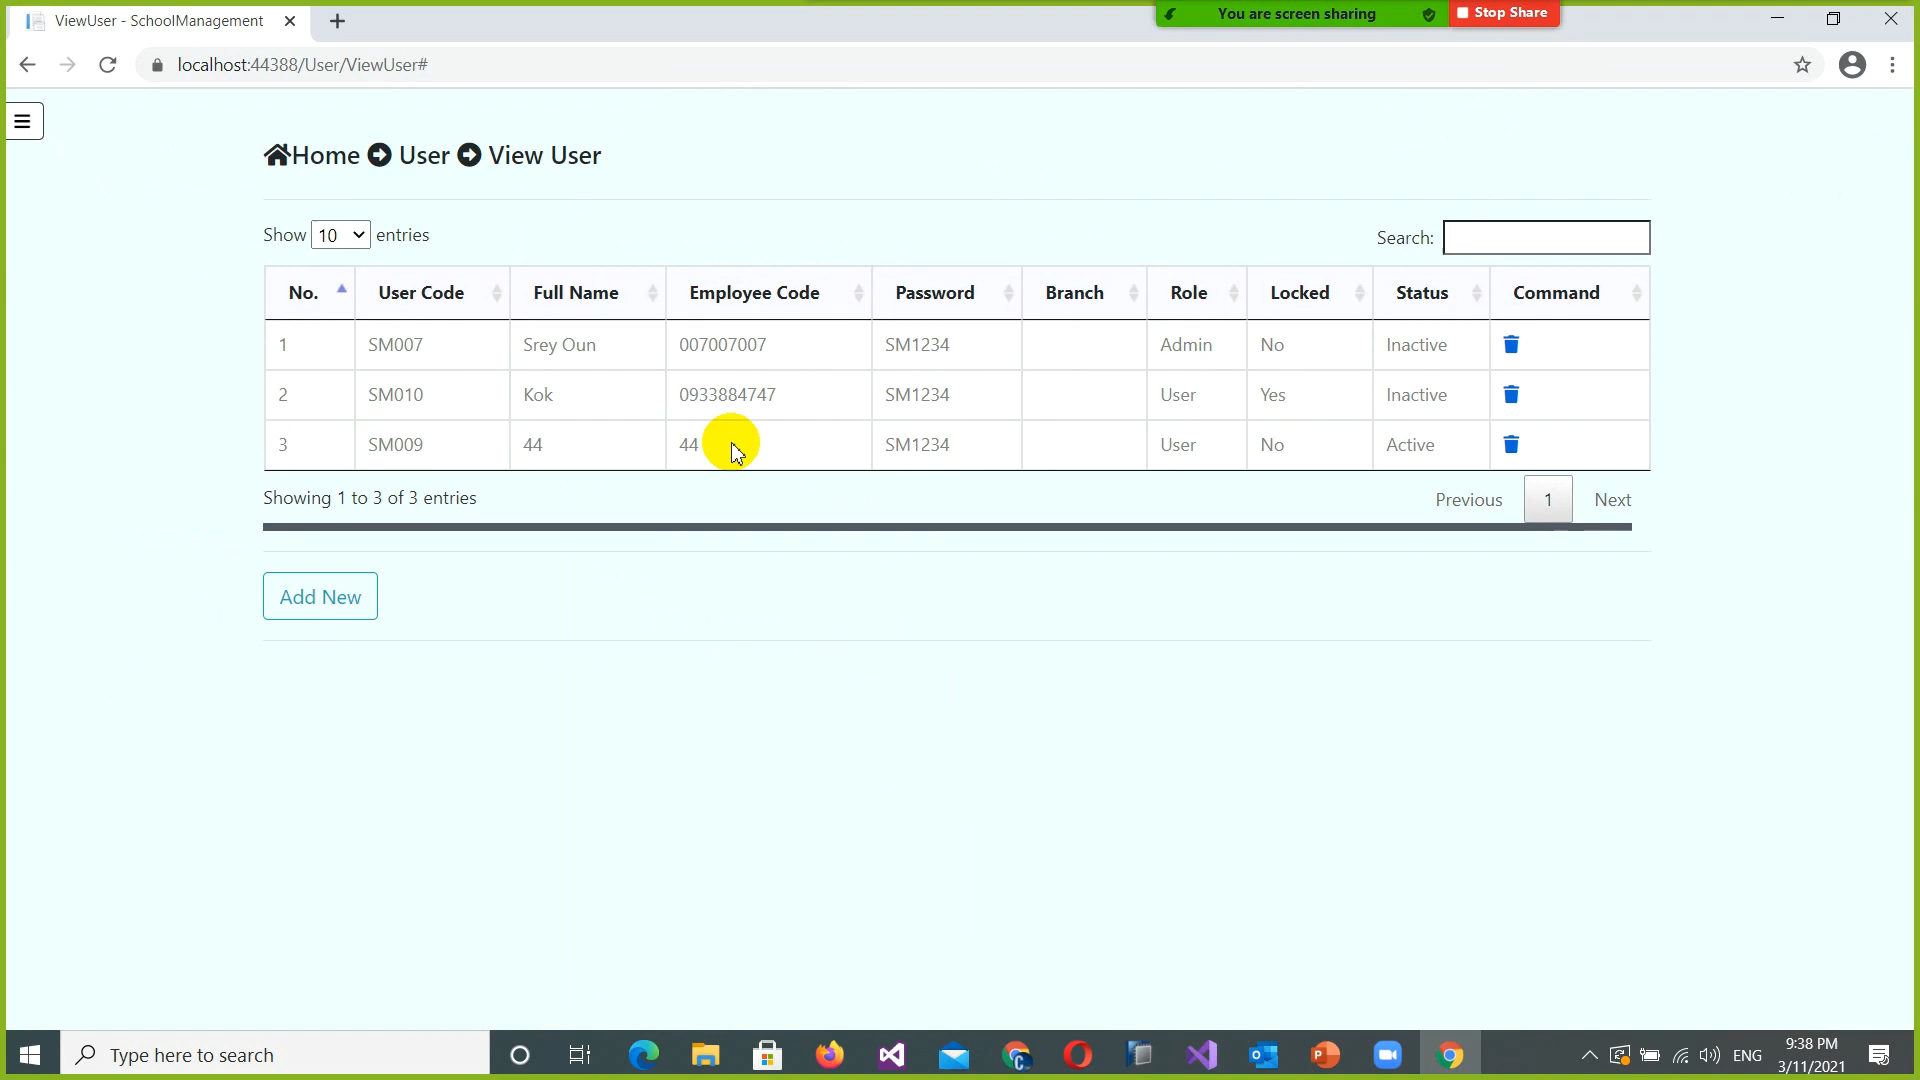 ViewUser - SchoolManagement
You are screen sharing
Stop Share
localhost:44388/User/ViewUser#
Home User View User
Show 10 entries
Search:
No. User Code Full Name Employee Code Password Branch Role Locked Status Command
1 SM007 Srey Oun 007007007 SM1234 Admin No Inactive
2 SM010 Kok 0933884747 SM1234 User Yes Inactive
3 SM009 44 44 SM1234 User No Active
Showing 1 to 3 of 3 entries
Previous 1 Next
Add New
Type here to search
ENG
9:38 PM
3/11/2021